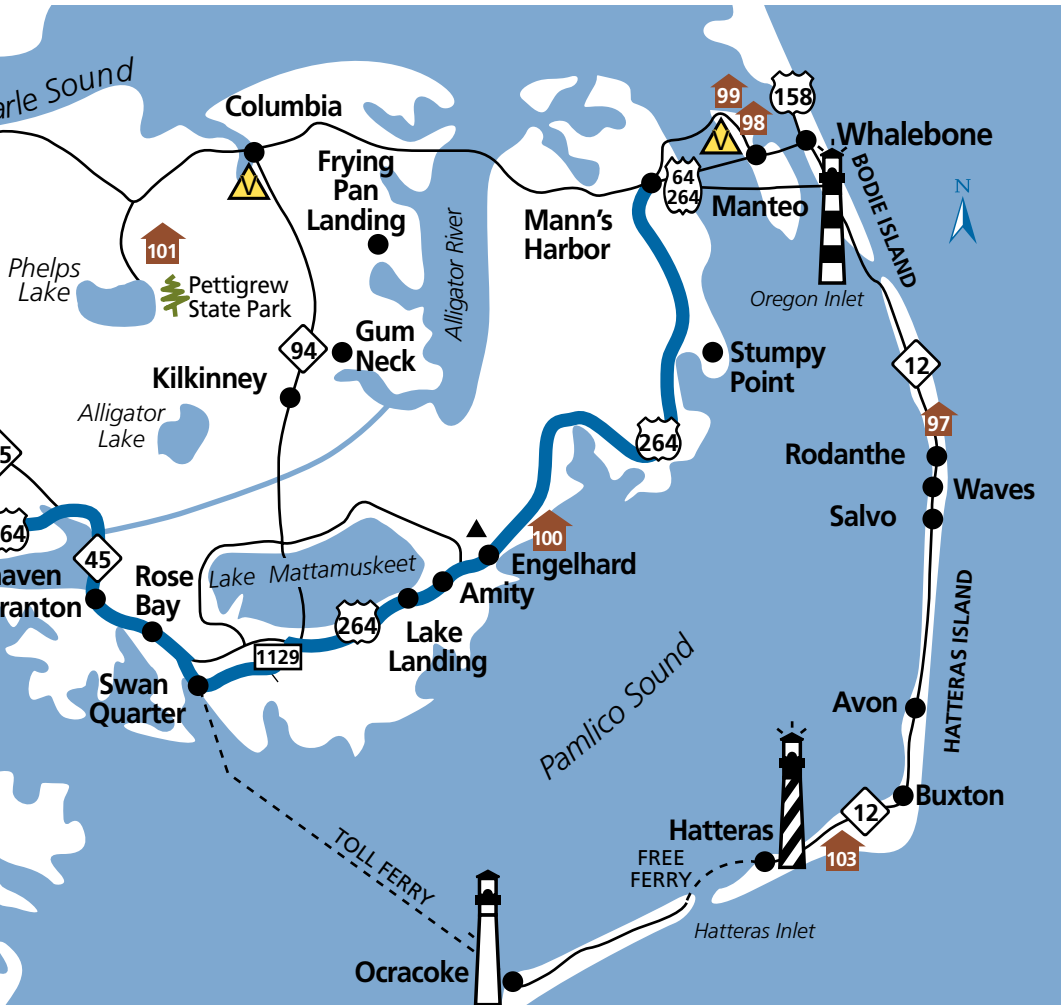 arle Sound
Columbia
99
98
158
Whalebone
Frying
Pan
Landing
64
264
Manteo
BODIE ISLAND
N
Mann's
Harbor
Alligator River
101
Phelps
Lake
Pettigrew
State Park
Oregon Inlet
94
Gum
Neck
Stumpy
Point
12
Kilkinney
Alligator
Lake
97
264
Rodanthe
5
Waves
Salvo
64
100
45
haven
Rose
Bay
Lake Mattamuskeet
Engelhard
Amity
ranton
264
Lake
Landing
1129
HATTERAS ISLAND
Swan
Quarter
Pamlico Sound
Avon
Buxton
12
Hatteras
103
FREE
FERRY
TOLL FERRY
Hatteras Inlet
Ocracoke